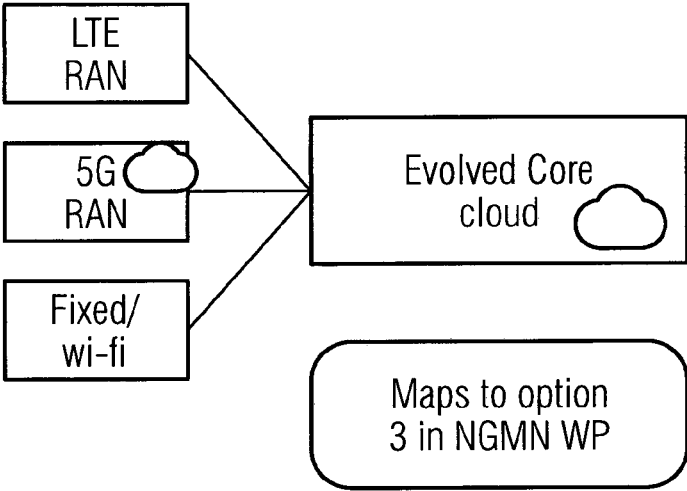 LTE
RAN
5G
RAN
Fixed/
wi-fi
Evolved Core
cloud
Maps to option
3 in NGMN WP